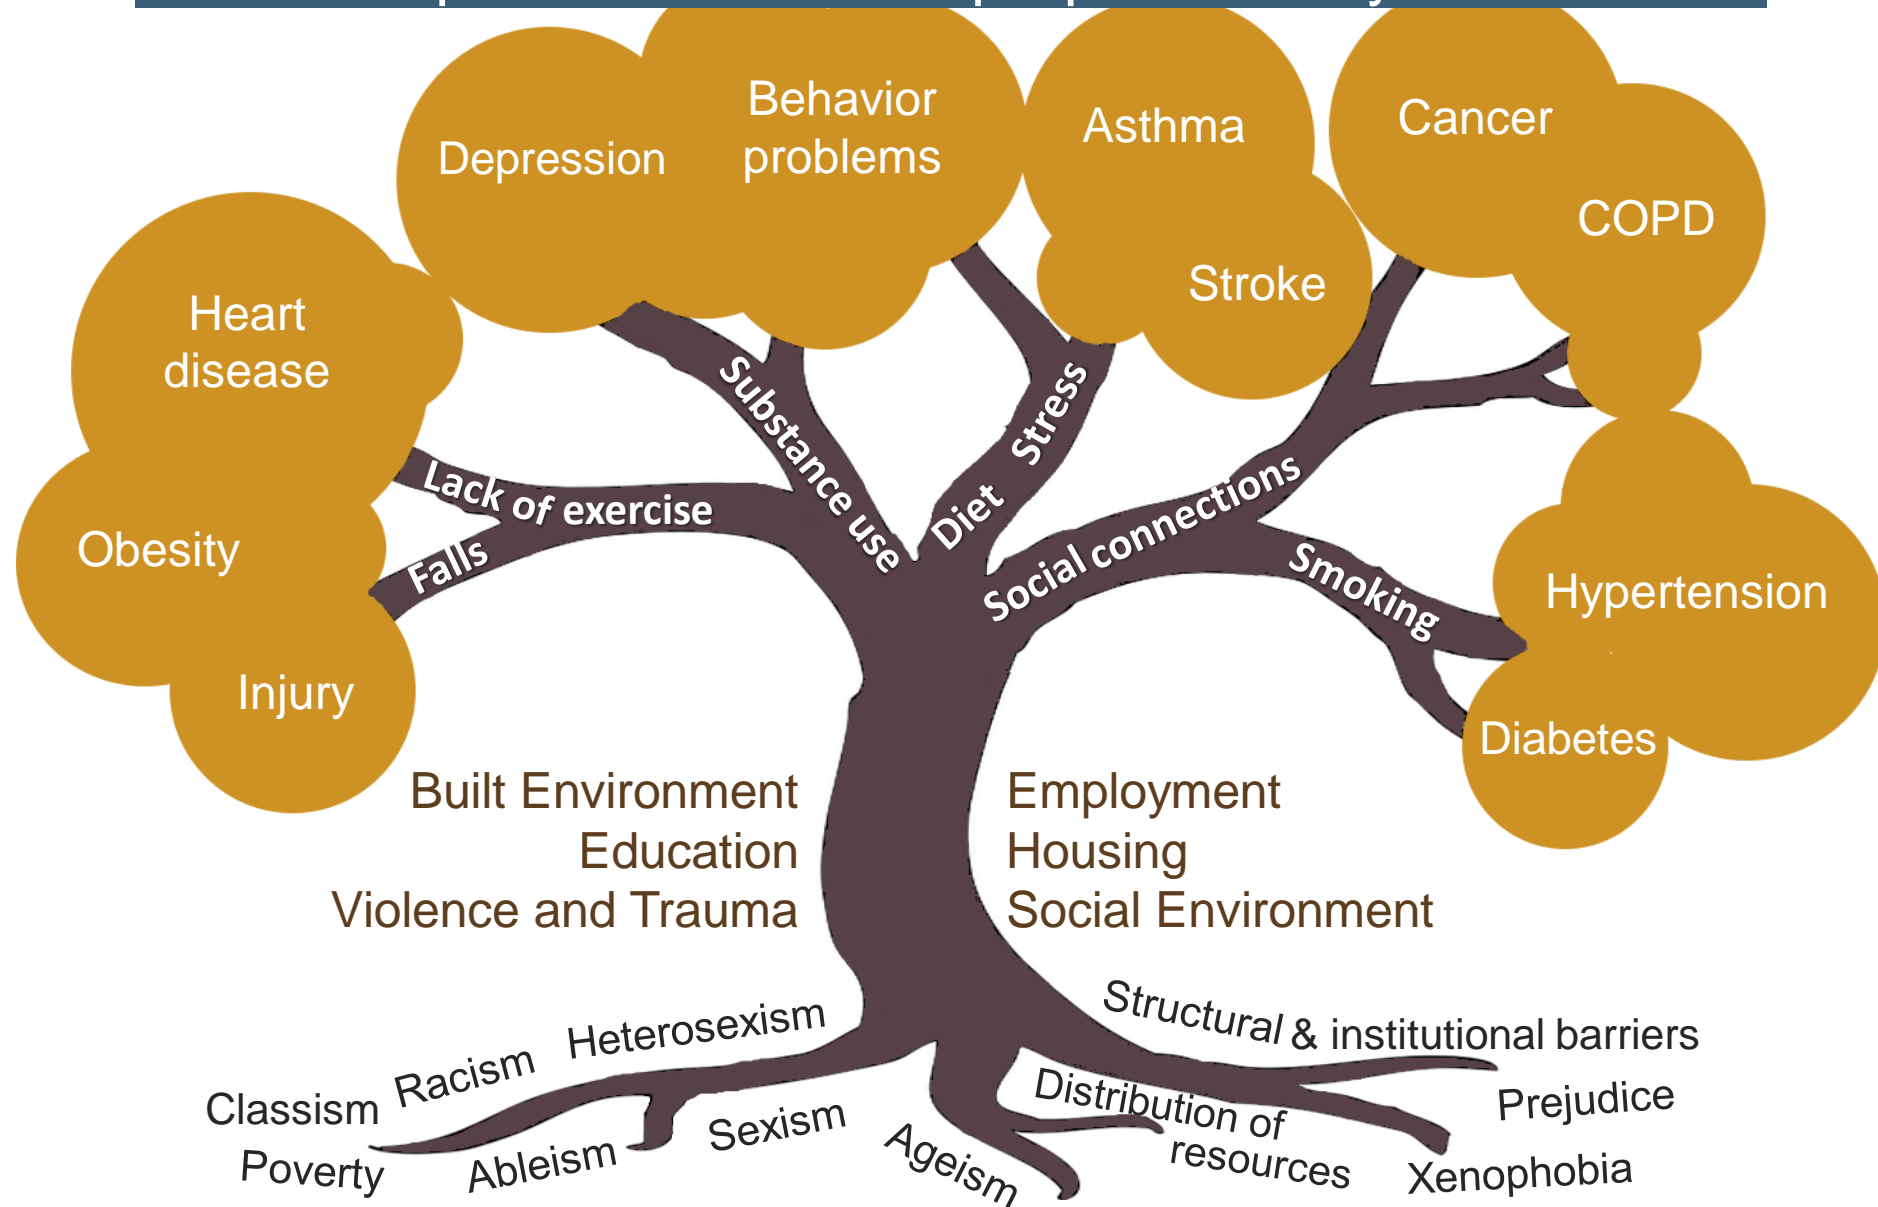 Behavior
problems
Depression
Asthma
Cancer
COPD
Stroke
Heart
disease
Obesity
Injury
Hypertension
Diabetes
Substance use
Stress
Diet
Lack of exercise
Falls
Social connections
Smoking
Built Environment
Education
Violence and Trauma
Employment
Housing
Social Environment
Heterosexism
Racism
Classism
Poverty
Ableism
Sexism
Ageism
Structural & institutional barriers
Distribution of
resources
Prejudice
Xenophobia